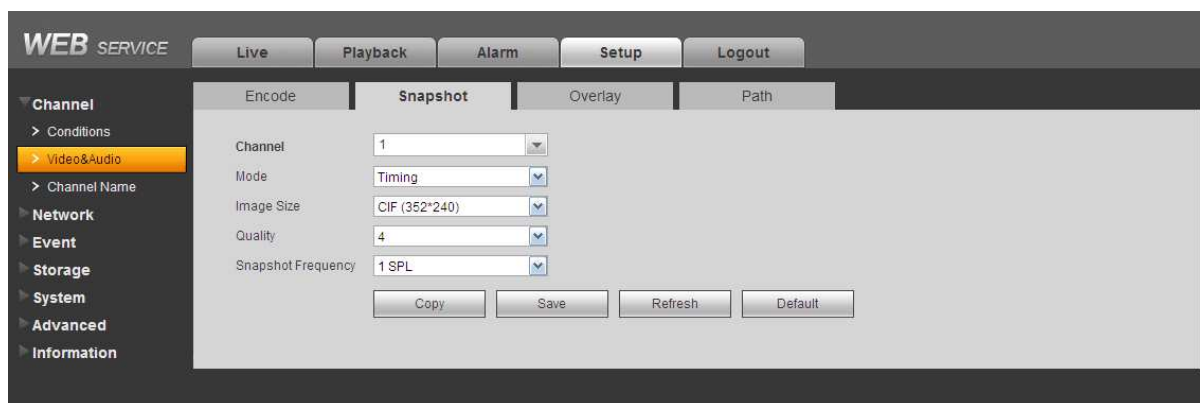 WEB SERVICE
Live Playback Alarm Setup Logout
Channel
> Conditions
> Video&Audio
> Channel Name
Network
Event
Storage
System
Advanced
Information
Encode Snapshot Overlay Path
Channel 1
Mode Timing
Image Size CIF (352*240)
Quality 4
Snapshot Frequency 1 SPL
Copy Save Refresh Default